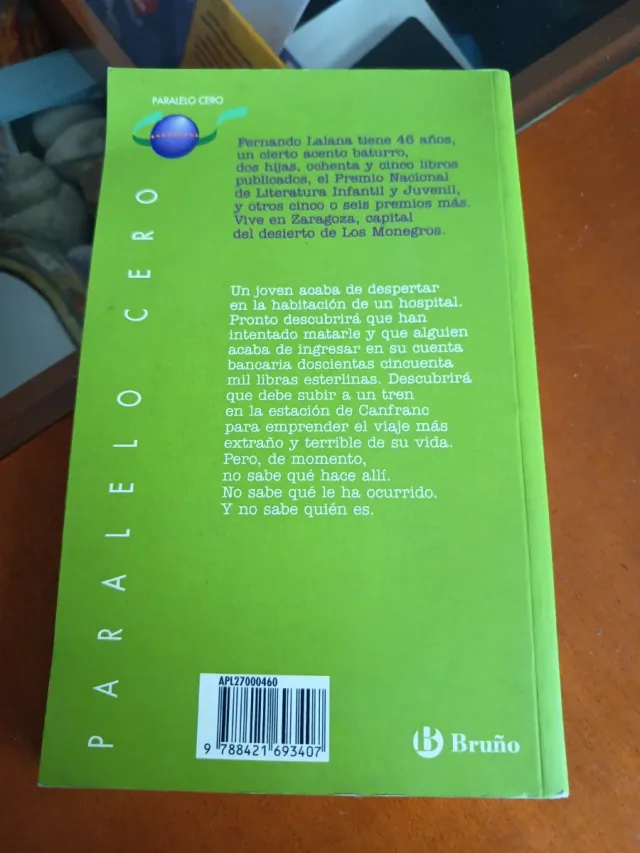 PARALELO CERO
Fernando Lalana tiene 46 años,
un cierto acento baturro,
dos hijas, ochenta y cinco libros
publicados, el Premio Nacional
de Literatura Infantil y Juvenil,
y otros cinco o seis premios más.
Vive en Zaragoza, capital
del desierto de Los Monegros.
Un joven acaba de despertar
en la habitación de un hospital.
Pronto descubrirá que han
intentado matarle y que alguien
acaba de ingresar en su cuenta
bancaria doscientas cincuenta
mil libras esterlinas. Descubrirá
que debe subir a un tren
en la estación de Canfranc
para emprender el viaje más
extraño y terrible de su vida.
Pero, de momento,
no sabe qué hace allí.
No sabe qué le ha ocurrido.
Y no sabe quién es.
PARALELO CERO
APL27000460
9 788421 693407
B Bruño